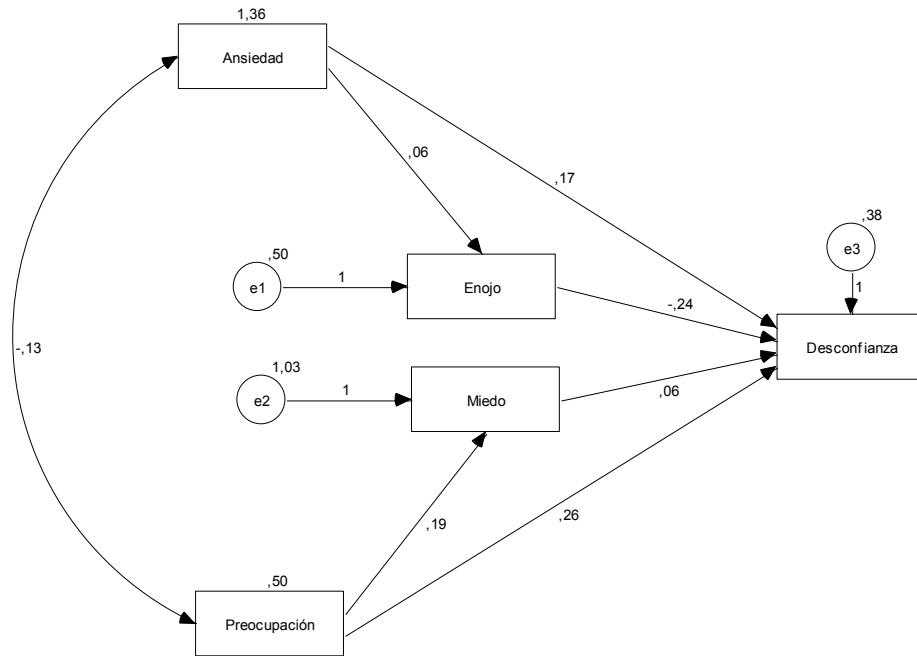 1,36
Ansiedad
,06
,17
,38
e3
1
,50
e1
1
Enojo
-,24
Desconfianza
-,13
1,03
e2
1
Miedo
,06
,19
,26
,50
Preocupación